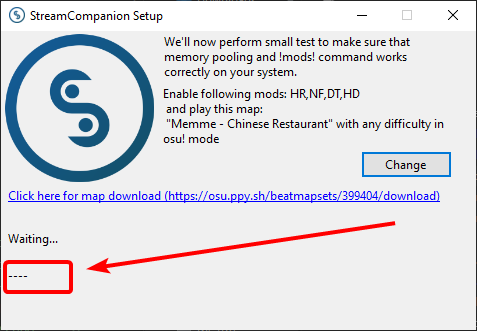 StreamCompanion Setup
We'll now perform small test to make sure that
memory pooling and !mods! command works
correctly on your system.
Enable following mods: HR,NF,DT,HD
and play this map:
"Memme - Chinese Restaurant" with any difficulty in
osu! mode
Change
Click here for map download (https://osu.ppy.sh/beatmapsets/399404/download)
Waiting...
----